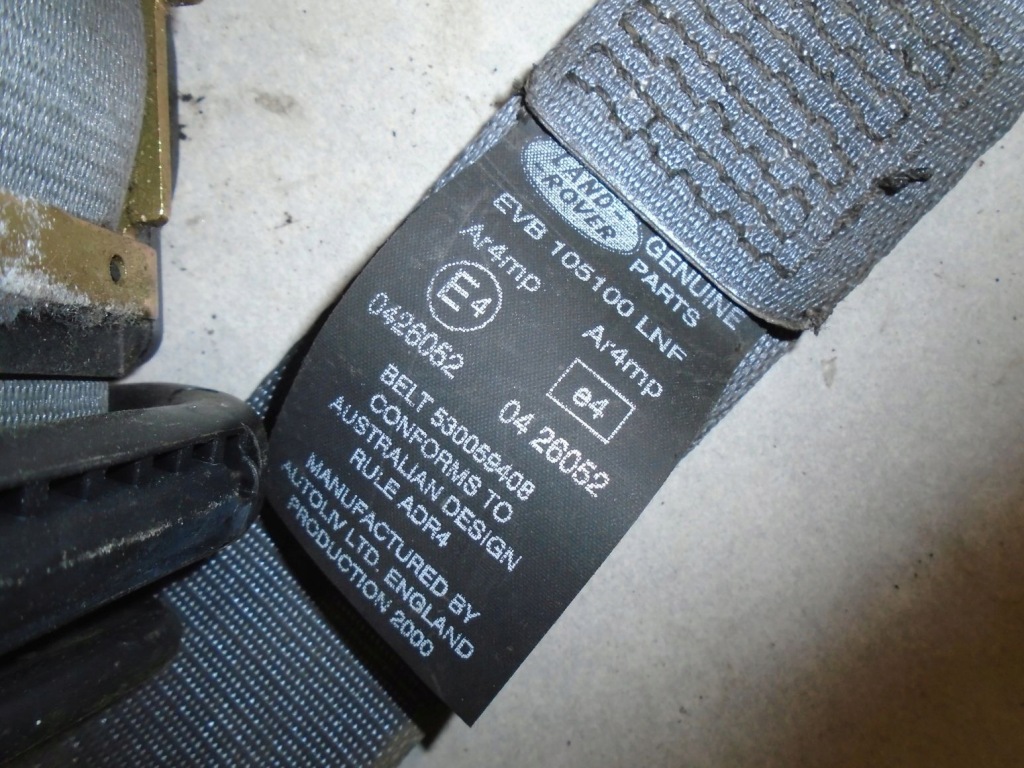 LAND
ROVER
GENUINE
PARTS
EVB 105100 LNF
Ar4mp
Ar4mp
E4
e4
0426052
04 26052
BELT 530069408
CONFORMS TO
AUSTRALIAN DESIGN
RULE ADR4
MANUFACTURED BY
AUTOLIV LTD. ENGLAND
PRODUCTION 2000